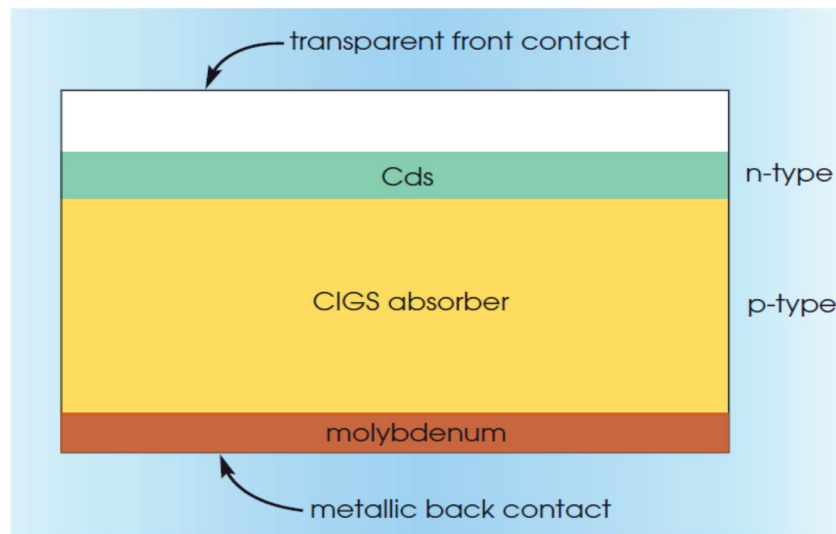 transparent front contact
Cds
n-type
CIGS absorber
p-type
molybdenum
metallic back contact